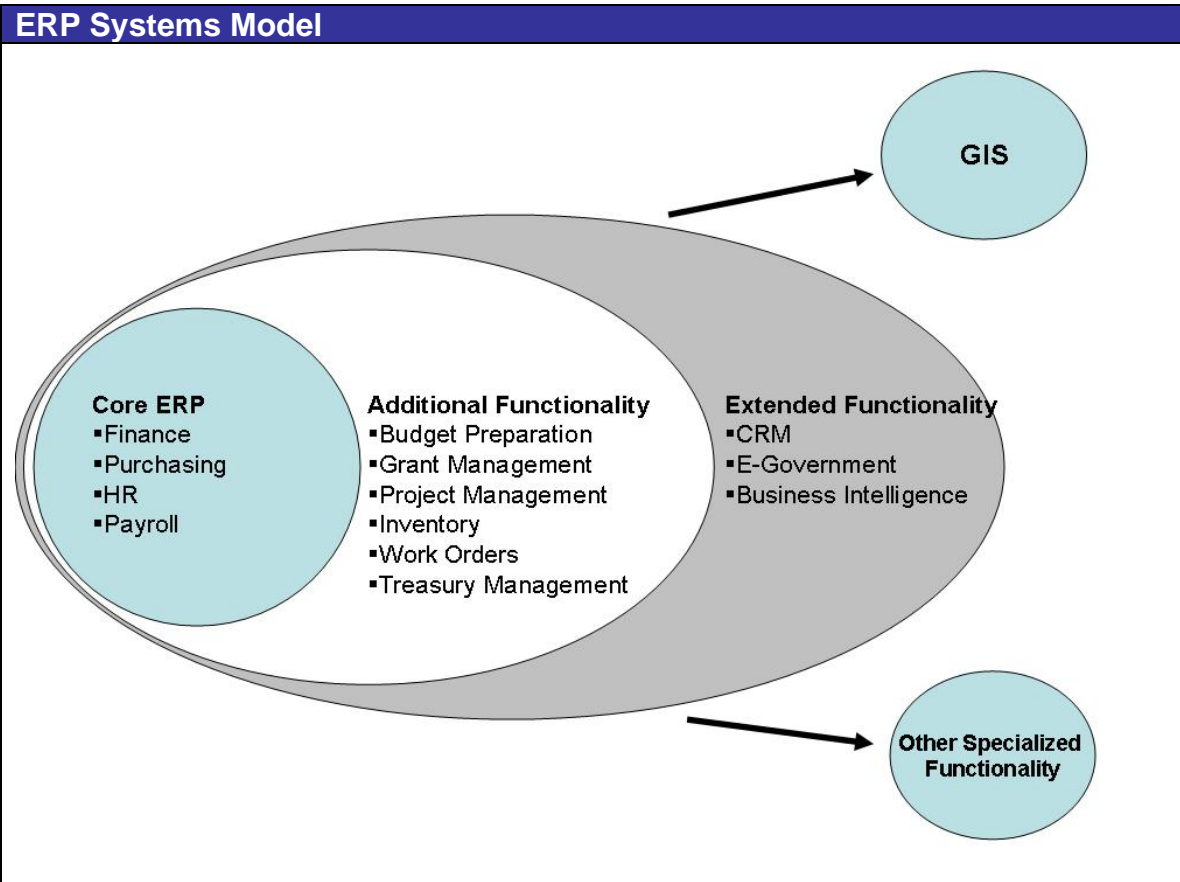 ERP Systems Model
GIS
Core ERP
▪Finance
▪Purchasing
▪HR
▪Payroll
Additional Functionality
▪Budget Preparation
▪Grant Management
▪Project Management
▪Inventory
▪Work Orders
▪Treasury Management
Extended Functionality
▪CRM
▪E-Government
▪Business Intelligence
Other Specialized
Functionality